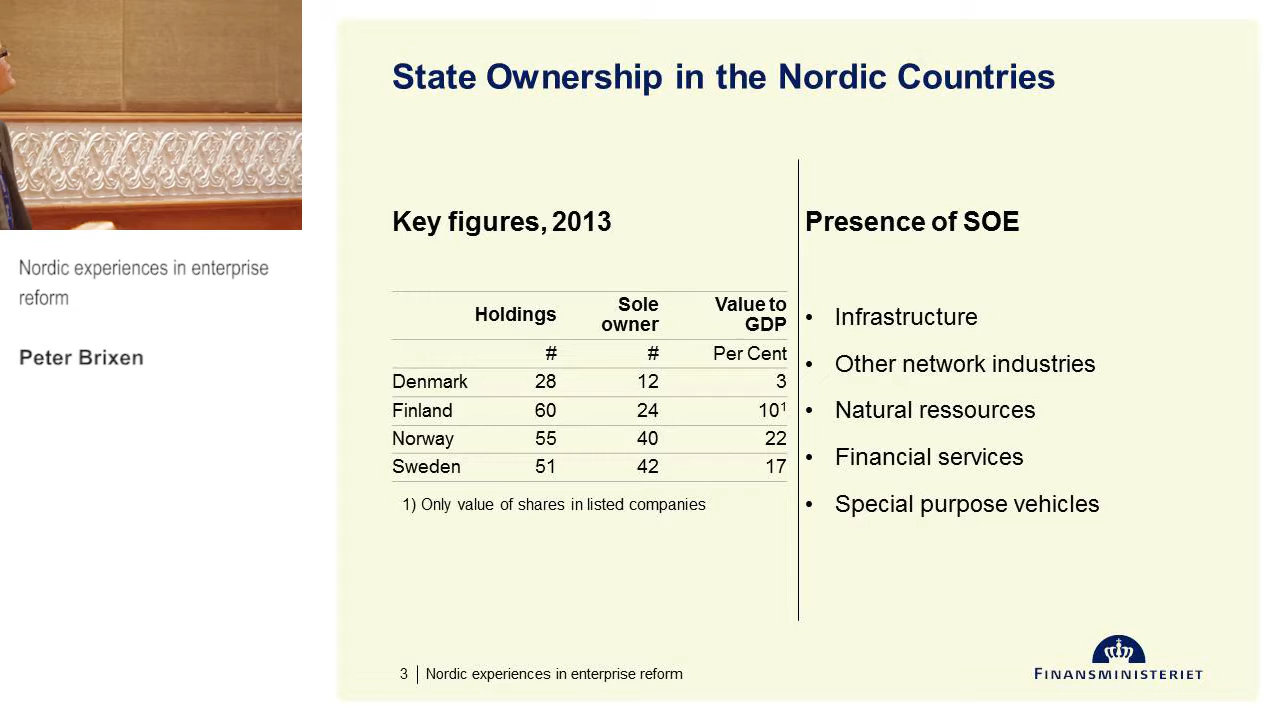 Nordic experiences in enterprise
reform
Peter Brixen
State Ownership in the Nordic Countries
Key figures, 2013
Holdings Sole owner Value to GDP
# # Per Cent
Denmark 28 12 3
Finland 60 24 10¹
Norway 55 40 22
Sweden 51 42 17
1) Only value of shares in listed companies
Presence of SOE
• Infrastructure
• Other network industries
• Natural ressources
• Financial services
• Special purpose vehicles
3 Nordic experiences in enterprise reform
FINANSMINISTERIET